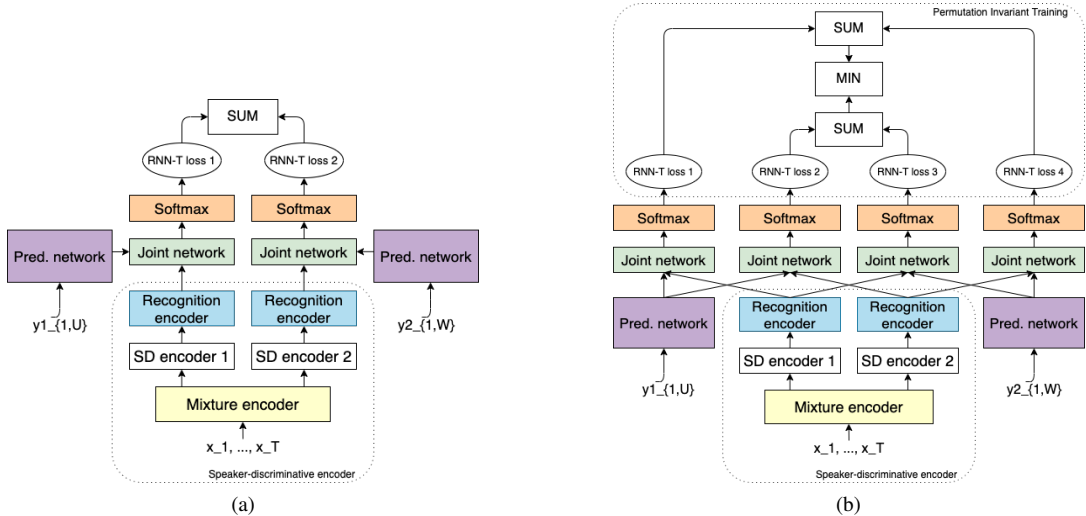 SUM
RNN-T loss 1
RNN-T loss 2
Softmax
Softmax
Pred. network
Joint network
Joint network
Pred. network
Recognition encoder
Recognition encoder
y1_{1,U}
y2_{1,W}
SD encoder 1
SD encoder 2
Mixture encoder
x_1, ..., x_T
Speaker-discriminative encoder
(a)
Permutation Invariant Training
SUM
MIN
SUM
RNN-T loss 1
RNN-T loss 2
RNN-T loss 3
RNN-T loss 4
Softmax
Softmax
Softmax
Softmax
Joint network
Joint network
Joint network
Joint network
Pred. network
Recognition encoder
Recognition encoder
Pred. network
SD encoder 1
SD encoder 2
y1_{1,U}
y2_{1,W}
Mixture encoder
x_1, ..., x_T
Speaker-discriminative encoder
(b)